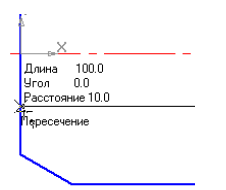 X
Длина 100.0
Угол 0.0
Расстояние 10.0
Пересечение